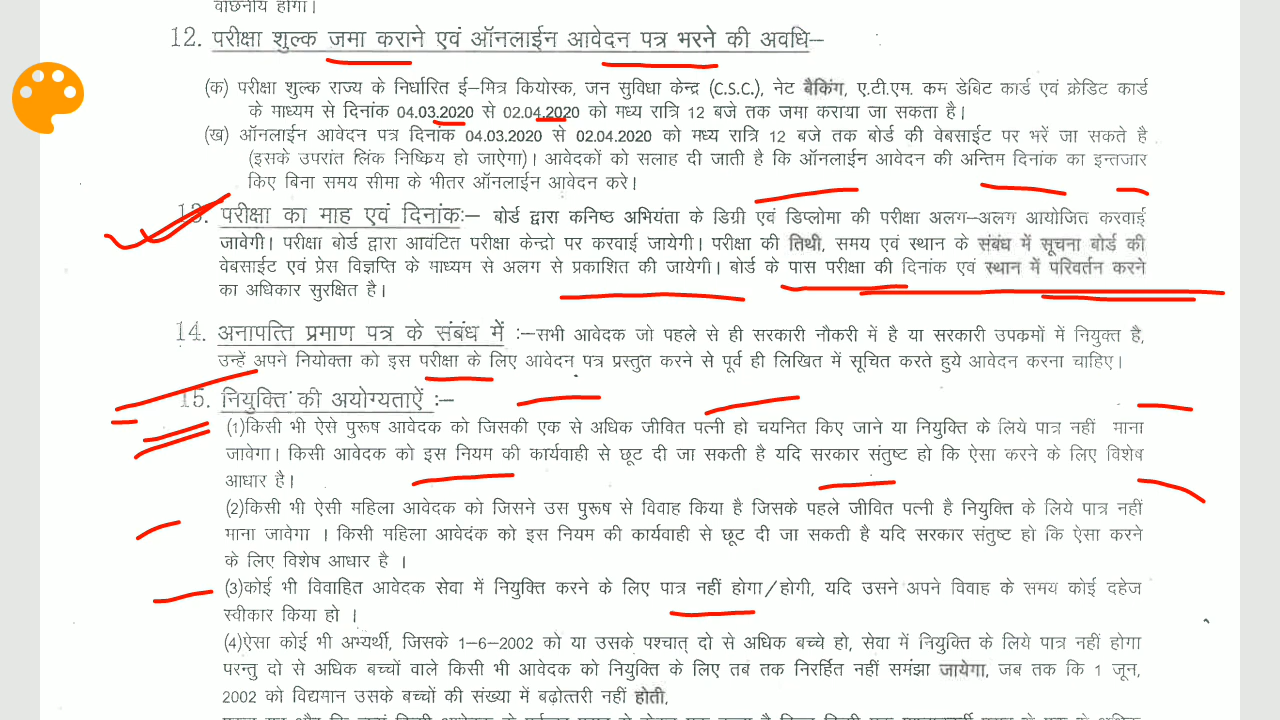 वांछनीय होगा।
12. परीक्षा शुल्क जमा कराने एवं ऑनलाईन आवेदन पत्र भरने की अवधि–
(क) परीक्षा शुल्क राज्य के निर्धारित ई–मित्र कियोस्क, जन सुविधा केन्द्र (C.S.C.), नेट बैकिंग, ए.टी.एम. कम डेबिट कार्ड एवं क्रेडिट कार्ड
के माध्यम से दिनांक 04.03.2020 से 02.04.2020 को मध्य रात्रि 12 बजे तक जमा कराया जा सकता है।
(ख) ऑनलाईन आवेदन पत्र दिनांक 04.03.2020 से 02.04.2020 को मध्य रात्रि 12 बजे तक बोर्ड की वेबसाईट पर भरें जा सकते है
(इसके उपरांत लिंक निष्क्रिय हो जाऐगा)। आवेदकों को सलाह दी जाती है कि ऑनलाईन आवेदन की अन्तिम दिनांक का इन्तजार
किए बिना समय सीमा के भीतर ऑनलाईन आवेदन करे।
13. परीक्षा का माह एवं दिनांक:– बोर्ड द्वारा कनिष्ठ अभियंता के डिग्री एवं डिप्लोमा की परीक्षा अलग–अलग आयोजित करवाई
जावेगी। परीक्षा बोर्ड द्वारा आवंटित परीक्षा केन्द्रो पर करवाई जायेगी। परीक्षा की तिथी, समय एवं स्थान के संबंध में सूचना बोर्ड की
वेबसाईट एवं प्रेस विज्ञप्ति के माध्यम से अलग से प्रकाशित की जायेगी। बोर्ड के पास परीक्षा की दिनांक एवं स्थान में परिवर्तन करने
का अधिकार सुरक्षित है।
14. अनापत्ति प्रमाण पत्र के संबंध में :–सभी आवेदक जो पहले से ही सरकारी नौकरी में है या सरकारी उपक्रमों में नियुक्त है,
उन्हें अपने नियोक्ता को इस परीक्षा के लिए आवेदन पत्र प्रस्तुत करने से पूर्व ही लिखित में सूचित करते हुये आवेदन करना चाहिए।
15. नियुक्ति की अयोग्यताऐं :–
(1)किसी भी ऐसे पुरूष आवेदक को जिसकी एक से अधिक जीवित पत्नी हो चयनित किए जाने या नियुक्ति के लिये पात्र नहीं माना
जावेगा। किसी आवेदक को इस नियम की कार्यवाही से छूट दी जा सकती है यदि सरकार संतुष्ट हो कि ऐसा करने के लिए विशेष
आधार है।
(2)किसी भी ऐसी महिला आवेदक को जिसने उस पुरूष से विवाह किया है जिसके पहले जीवित पत्नी है नियुक्ति के लिये पात्र नहीं
माना जावेगा । किसी महिला आवेदक को इस नियम की कार्यवाही से छूट दी जा सकती है यदि सरकार संतुष्ट हो कि ऐसा करने
के लिए विशेष आधार है ।
(3)कोई भी विवाहित आवेदक सेवा में नियुक्ति करने के लिए पात्र नहीं होगा/होगी, यदि उसने अपने विवाह के समय कोई दहेज
स्वीकार किया हो ।
(4)ऐसा कोई भी अभ्यर्थी, जिसके 1–6–2002 को या उसके पश्चात् दो से अधिक बच्चे हो, सेवा में नियुक्ति के लिये पात्र नहीं होगा
परन्तु दो से अधिक बच्चों वाले किसी भी आवेदक को नियुक्ति के लिए तब तक निरर्हित नहीं समंझा जायेगा, जब तक कि 1 जून,
2002 को विद्यमान उसके बच्चों की संख्या में बढ़ोत्तरी नहीं होती,